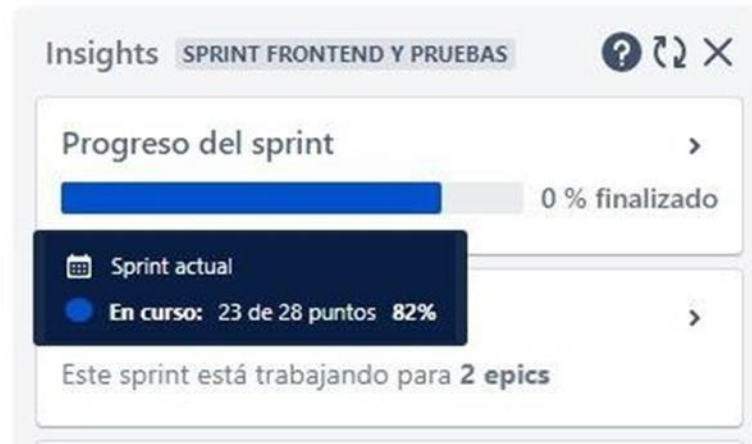 Insights SPRINT FRONTEND Y PRUEBAS
Progreso del sprint
0 % finalizado
Sprint actual
En curso: 23 de 28 puntos 82%
Este sprint está trabajando para 2 epics